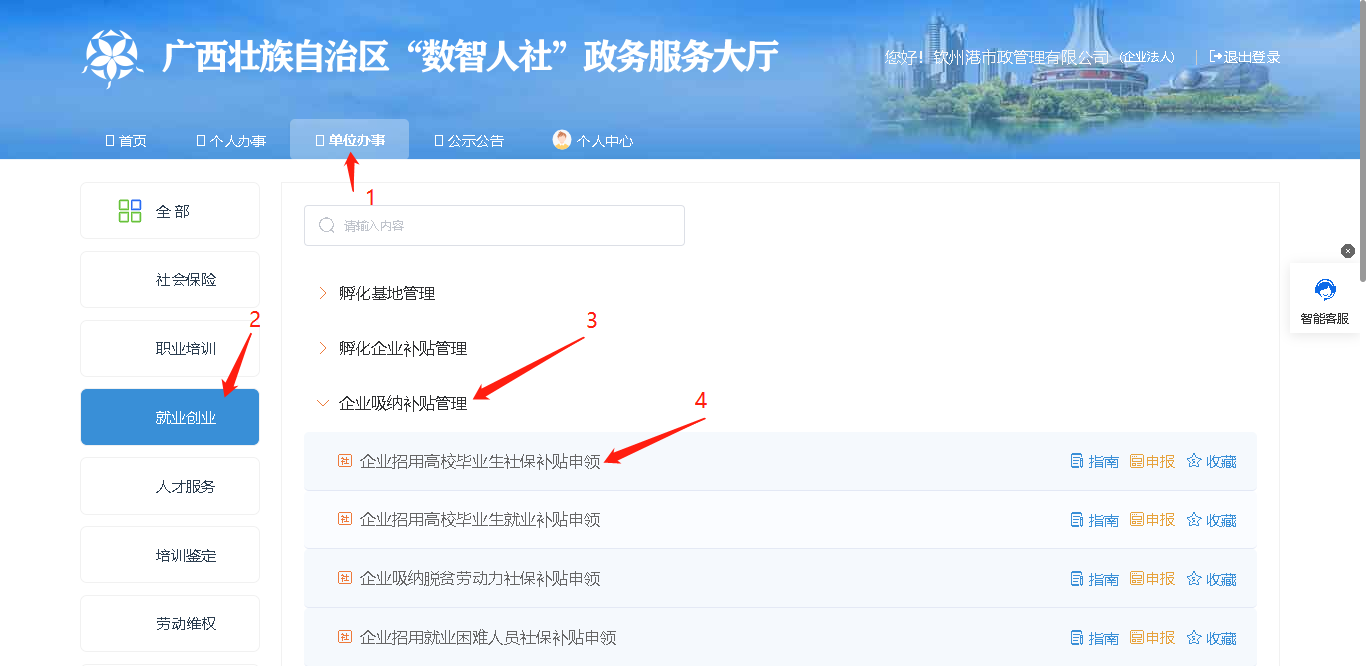 广西壮族自治区“数智人社”政务服务大厅
您好！钦州港市政管理有限公司 (企业法人) | 退出登录
首页 个人办事 单位办事 公示公告 个人中心
1
全部
请输入内容
社会保险
孵化基地管理
智能客服
2
3
职业培训
孵化企业补贴管理
4
就业创业
企业吸纳补贴管理
社 企业招用高校毕业生社保补贴申领 指南 申报 收藏
人才服务
社 企业招用高校毕业生就业补贴申领 指南 申报 收藏
培训鉴定
社 企业吸纳脱贫劳动力社保补贴申领 指南 申报 收藏
劳动维权
社 企业招用就业困难人员社保补贴申领 指南 申报 收藏